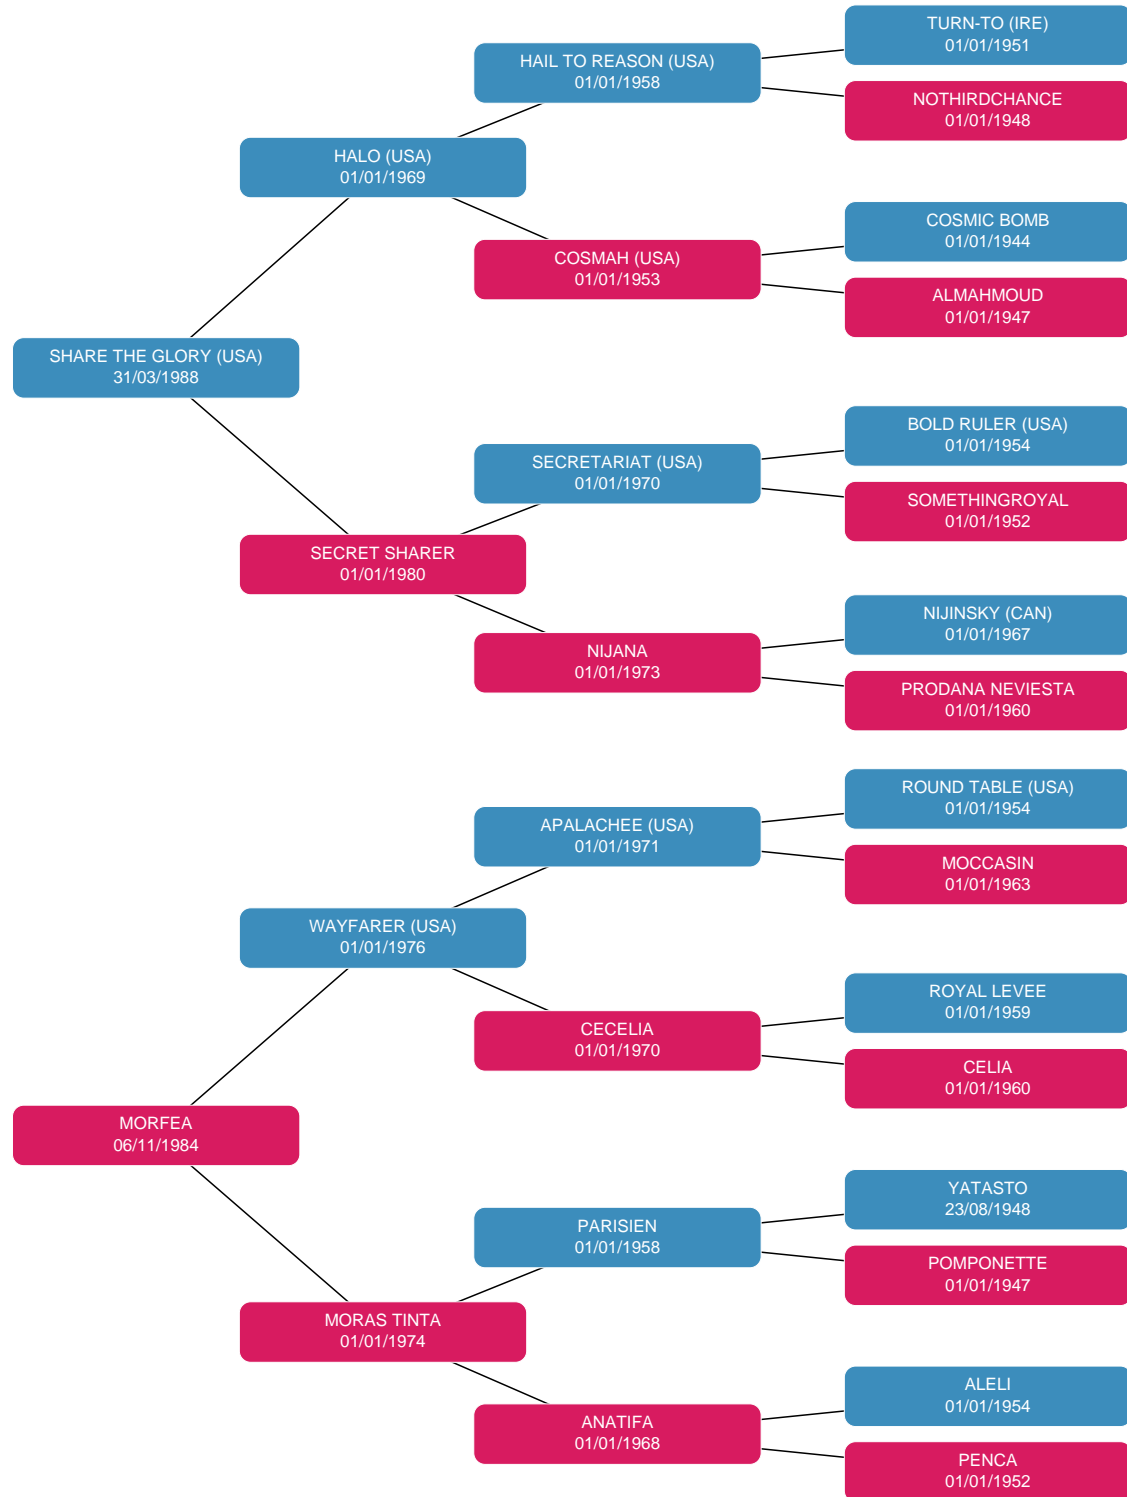 TURN-TO (IRE)
01/01/1951
HAIL TO REASON (USA)
01/01/1958
NOTHIRDCHANCE
01/01/1948
HALO (USA)
01/01/1969
COSMIC BOMB
01/01/1944
COSMAH (USA)
01/01/1953
ALMAHMOUD
01/01/1947
SHARE THE GLORY (USA)
31/03/1988
BOLD RULER (USA)
01/01/1954
SECRETARIAT (USA)
01/01/1970
SOMETHINGROYAL
01/01/1952
SECRET SHARER
01/01/1980
NIJINSKY (CAN)
01/01/1967
NIJANA
01/01/1973
PRODANA NEVIESTA
01/01/1960
ROUND TABLE (USA)
01/01/1954
APALACHEE (USA)
01/01/1971
MOCCASIN
01/01/1963
WAYFARER (USA)
01/01/1976
ROYAL LEVEE
01/01/1959
CECELIA
01/01/1970
CELIA
01/01/1960
MORFEA
06/11/1984
YATASTO
23/08/1948
PARISIEN
01/01/1958
POMPONETTE
01/01/1947
MORAS TINTA
01/01/1974
ALELI
01/01/1954
ANATIFA
01/01/1968
PENCA
01/01/1952